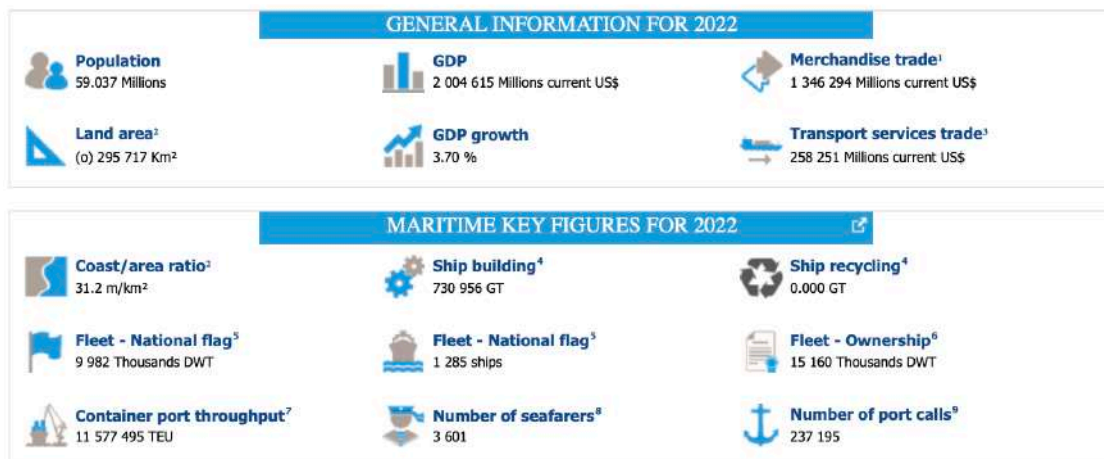 GENERAL INFORMATION FOR 2022
Population
59.037 Millions
GDP
2 004 615 Millions current US$
Merchandise trade¹
1 346 294 Millions current US$
Land area²
(o) 295 717 Km²
GDP growth
3.70 %
Transport services trade³
258 251 Millions current US$
MARITIME KEY FIGURES FOR 2022
Coast/area ratio²
31.2 m/km²
Ship building⁴
730 956 GT
Ship recycling⁴
0.000 GT
Fleet - National flag⁵
9 982 Thousands DWT
Fleet - National flag⁵
1 285 ships
Fleet - Ownership⁶
15 160 Thousands DWT
Container port throughput⁷
11 577 495 TEU
Number of seafarers⁸
3 601
Number of port calls⁹
237 195